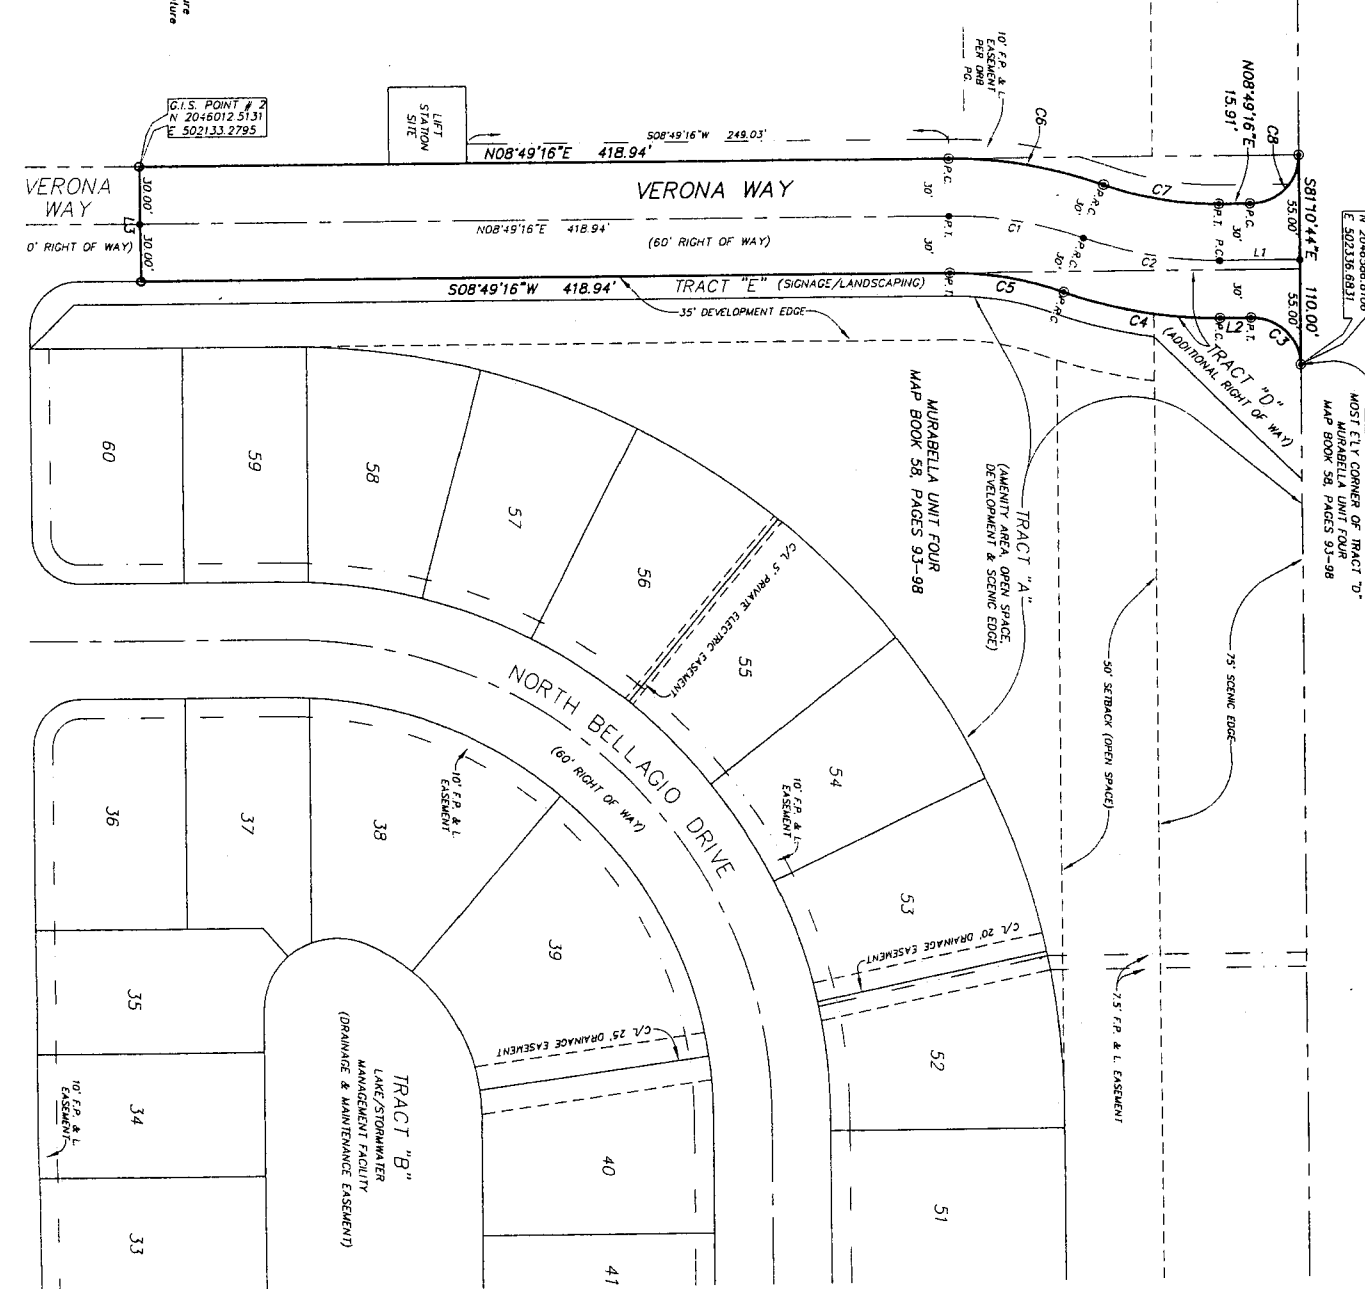 G.I.S. POINT # 2
N 2046012.5131
E 502133.2795
LIFT
STATION
SITE
10' F.P. & L.
EASEMENT
PER ORB
PG.
C6
N08°49'16"E
15.91'
C8
S81°10'44"E
110.00'
55.00'
55.00'
E 502336.6831
S08°49'16"W 249.03'
N08°49'16"E 418.94'
VERONA WAY
VERONA
WAY
0' RIGHT OF WAY)
30.00'
30.00'
L3
N08°49'16"E 418.94'
(60' RIGHT OF WAY)
P.C.
30'
P.T.
30'
P.T.
C1
P.R.C.
30'
P.R.C.
30'
P.R.C.
C7
C2
P.T.
P.C.
30'
P.C.
L1
30'
P.C.
L2
P.T.
C3
C4
C5
S08°49'16"W 418.94'
TRACT "E" (SIGNAGE/LANDSCAPING)
35' DEVELOPMENT EDGE
TRACT "D"
(ADDITIONAL RIGHT OF WAY)
MOST E'LY CORNER OF TRACT "D"
MURABELLA UNIT FOUR
MAP BOOK 58, PAGES 93-98
MURABELLA UNIT FOUR
MAP BOOK 58, PAGES 93-98
TRACT "A"
(AMENITY AREA, OPEN SPACE,
DEVELOPMENT & SCENIC EDGE)
50' SETBACK (OPEN SPACE)
75' SCENIC EDGE
7.5' F.P. & L. EASEMENT
60
59
58
57
56
C/L 5' PRIVATE ELECTRIC EASEMENT
55
54
53
C/L 20' DRAINAGE EASEMENT
52
51
NORTH BELLAGIO DRIVE
(60' RIGHT OF WAY)
10' F.P. & L.
EASEMENT
10' F.P. & L.
EASEMENT
36
37
38
39
C/L 25' DRAINAGE EASEMENT
40
41
35
34
33
10' F.P. & L.
EASEMENT
TRACT "B"
LAKE/STORMWATER
MANAGEMENT FACILITY
(DRAINAGE & MAINTENANCE EASEMENT)